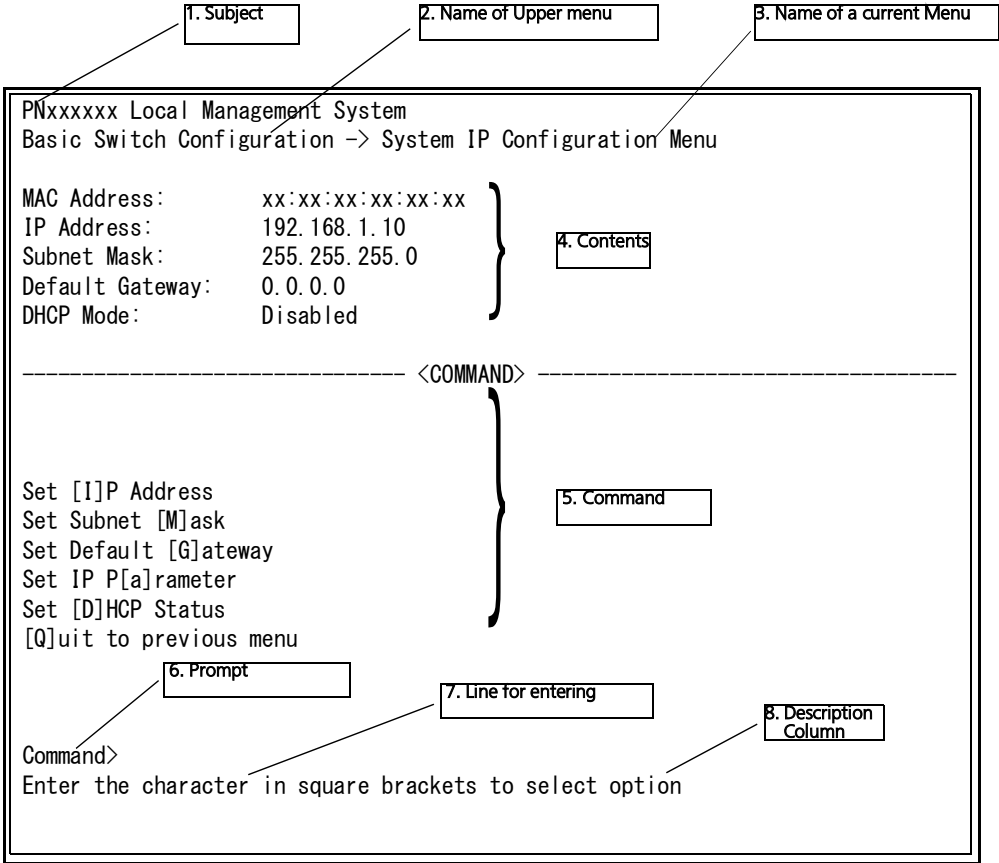 1. Subject
2. Name of Upper menu
3. Name of a current Menu
PNxxxxxx Local Management System
Basic Switch Configuration -> System IP Configuration Menu
MAC Address: xx:xx:xx:xx:xx:xx
IP Address: 192.168.1.10
Subnet Mask: 255.255.255.0
Default Gateway: 0.0.0.0
DHCP Mode: Disabled
4. Contents
-------------------------------- <COMMAND> -----------------------------------
Set [I]P Address
Set Subnet [M]ask
Set Default [G]ateway
Set IP P[a]rameter
Set [D]HCP Status
[Q]uit to previous menu
5. Command
6. Prompt
7. Line for entering
8. Description
Column
Command>
Enter the character in square brackets to select option